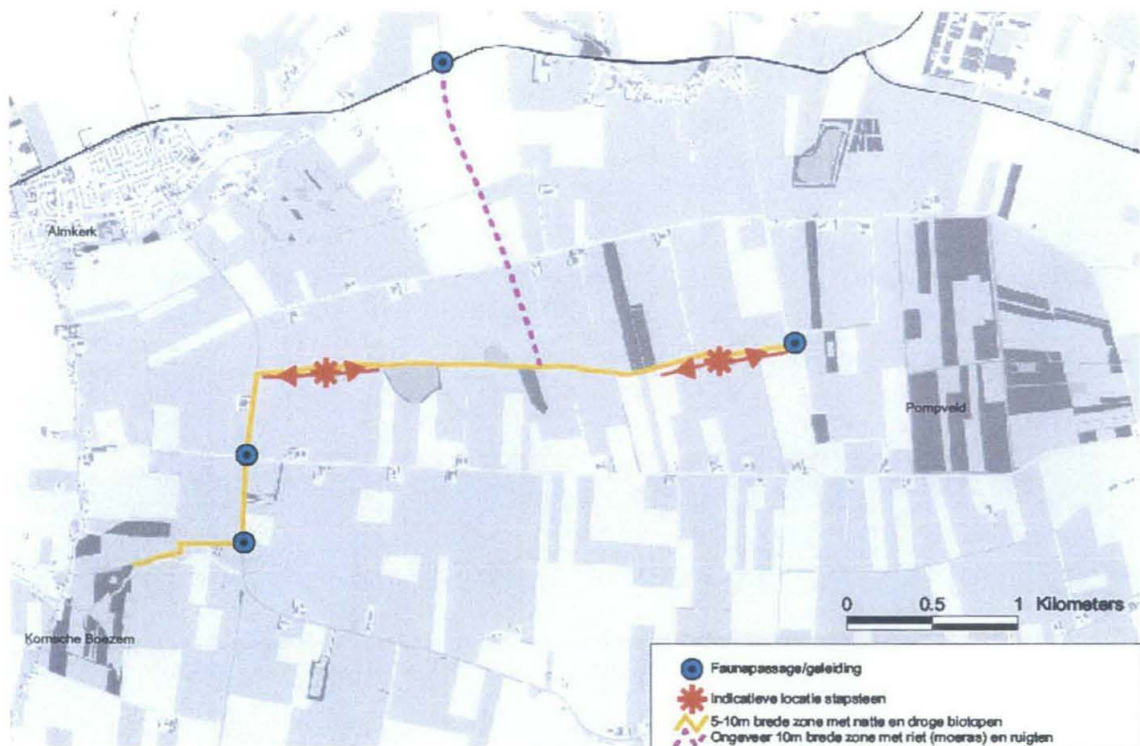 Almkerk
Pompveld
Kornsche Boezem
0 0.5 1 Kilometers
Faunapassage/geleiding
Indicatieve locatie stapsteen
5-10m brede zone met natte en droge biotopen
Ongeveer 10m brede zone met riet (moeras) en ruigten